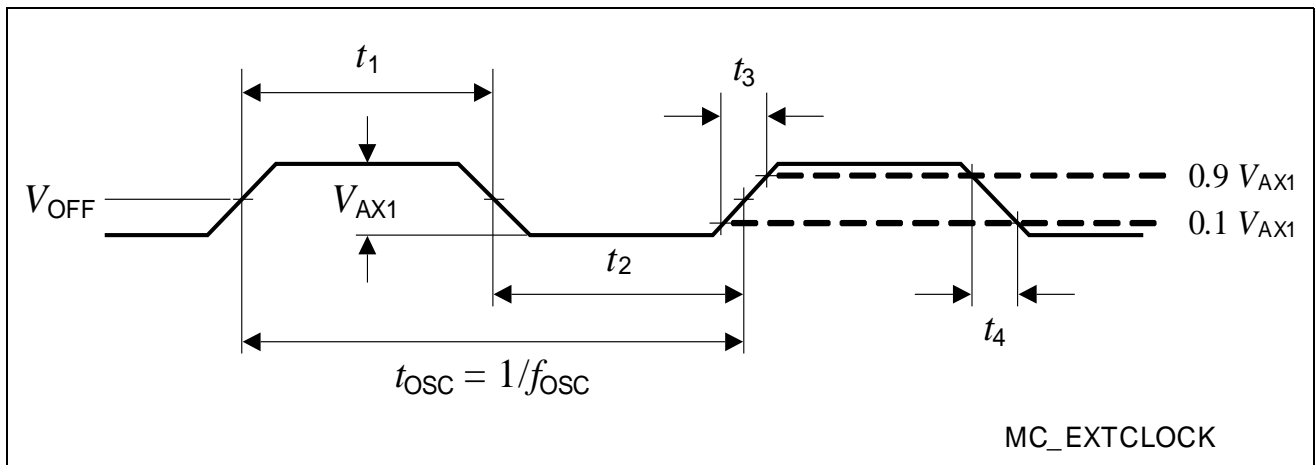 t1
t3
VOFF
VAX1
0.9 VAX1
0.1 VAX1
t2
t4
tOSC = 1/fOSC
MC_EXTCLOCK